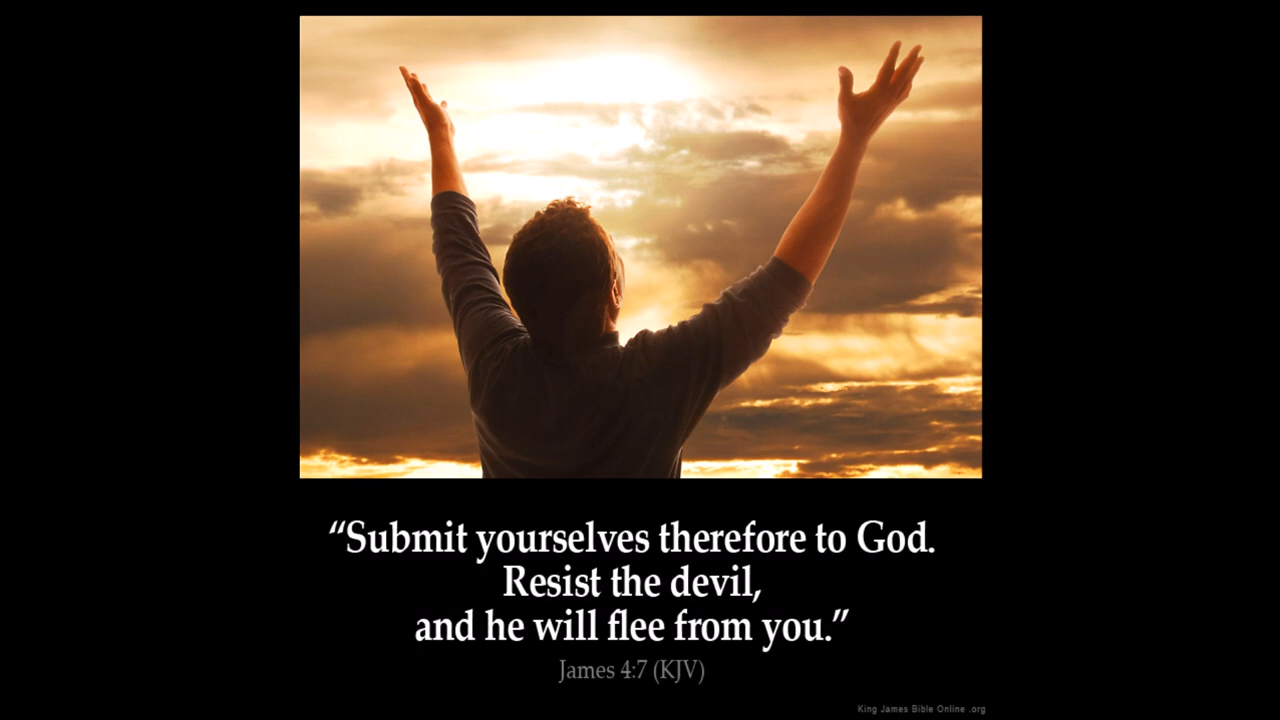 “Submit yourselves therefore to God.
Resist the devil,
and he will flee from you.”
James 4:7 (KJV)
King James Bible Online .org